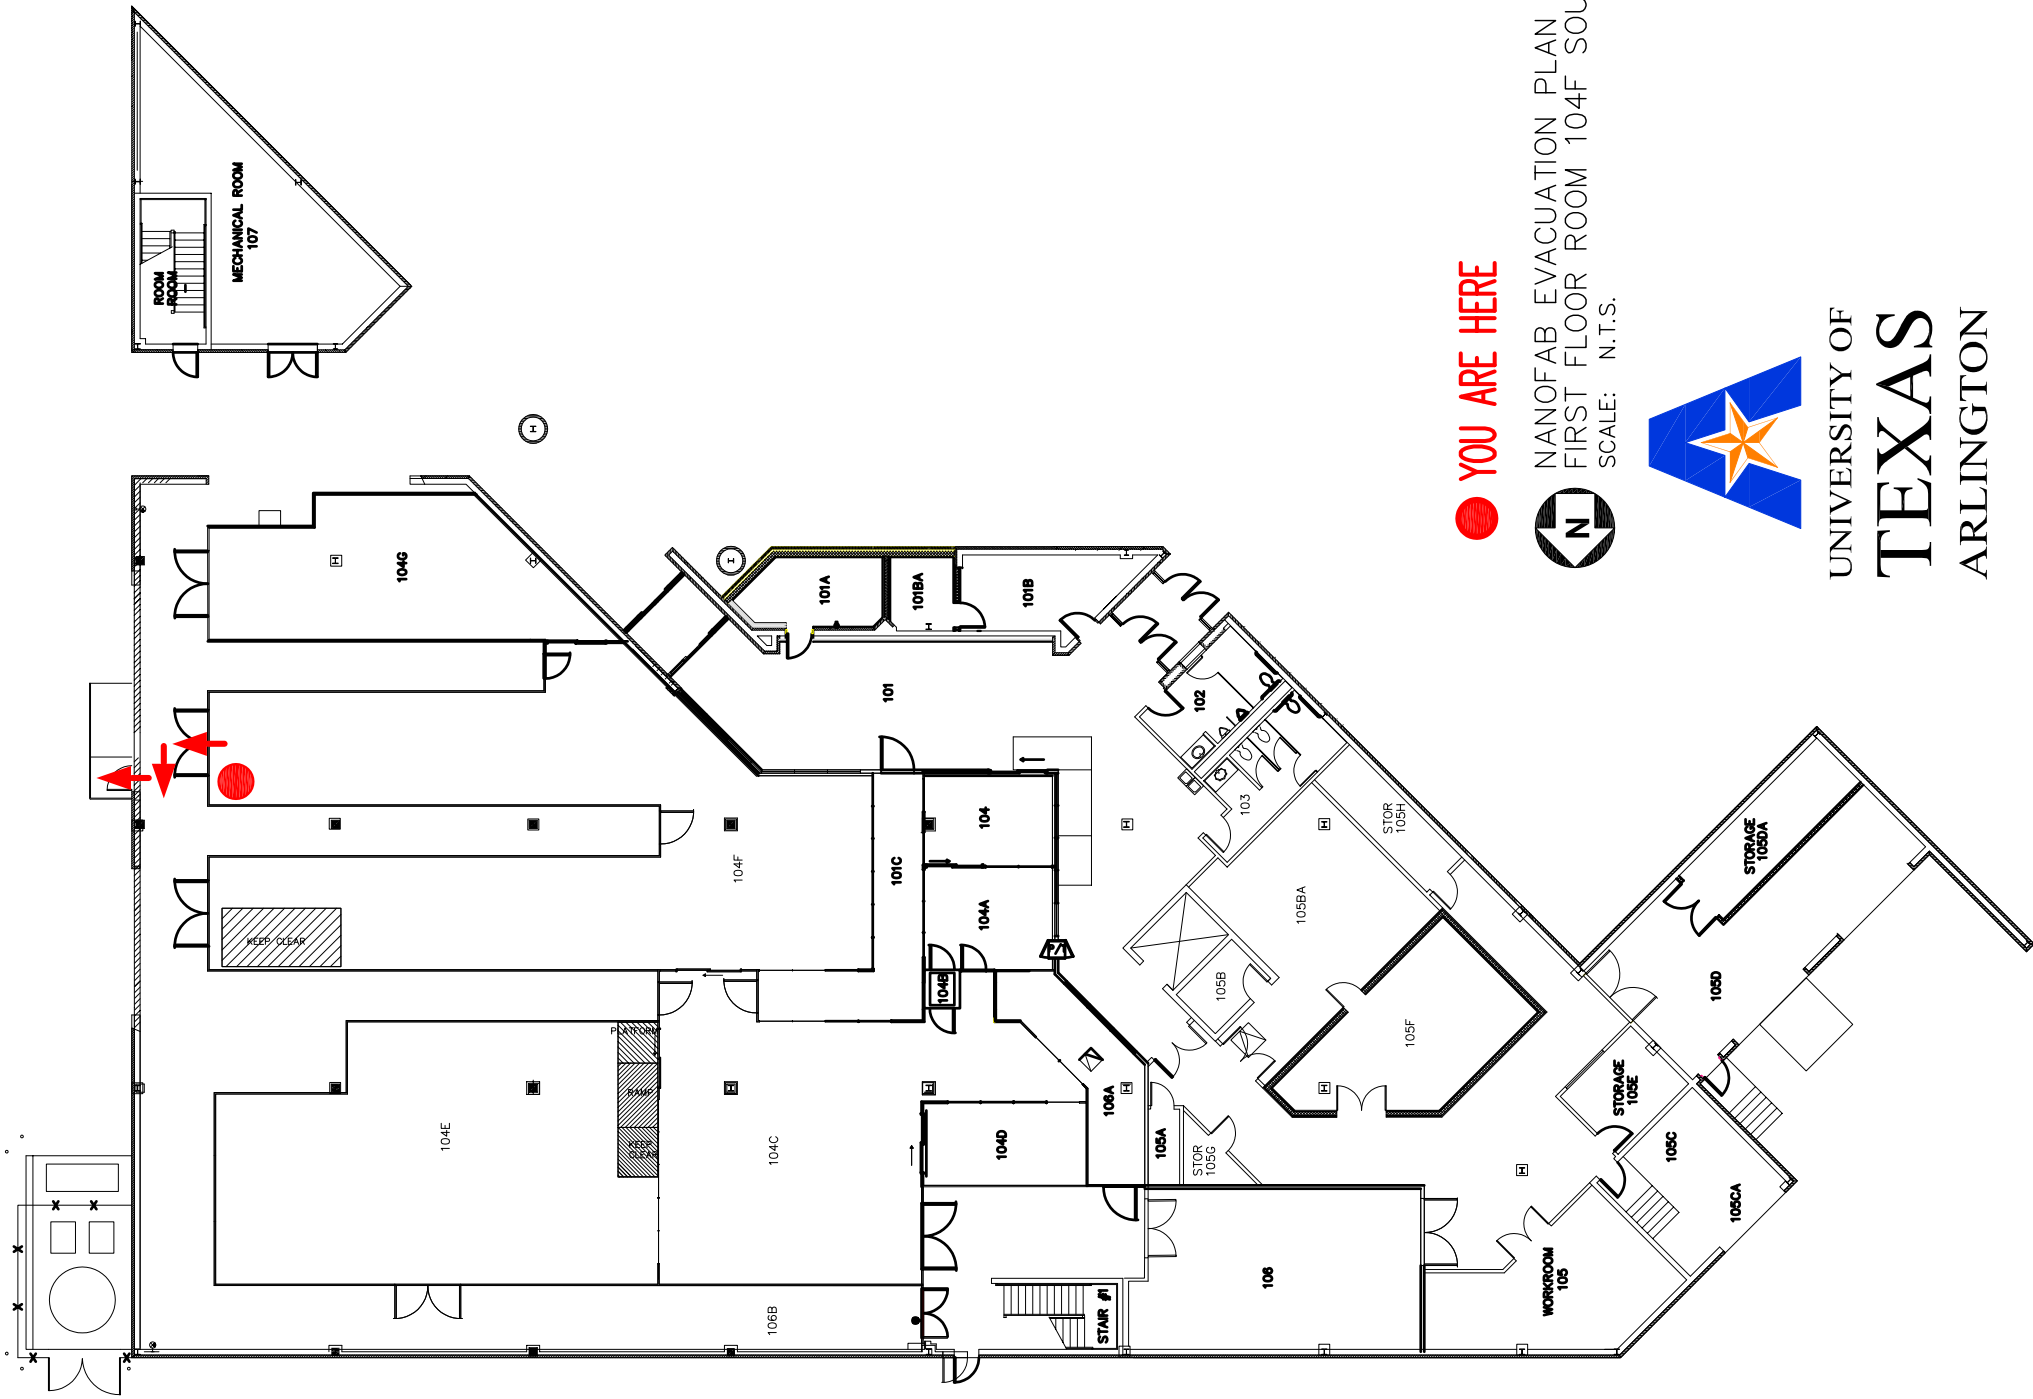 MECHANICAL ROOM
107
ROOM
ROOM
104G
101A
101BA
101B
101
102
103
STOR
105H
104
104A
101C
104F
KEEP CLEAR
104B
105BA
105B
105F
STORAGE
105DA
105D
STORAGE
105E
105C
105CA
PLATFORM
RAMP
KEEP
CLEAR
104E
104C
104D
106A
105A
STOR
105G
106B
STAIR #1
106
WORKROOM
105
YOU ARE HERE
N
NANOFAB EVACUATION PLAN
FIRST FLOOR ROOM 104F SOU
SCALE: N.T.S.
UNIVERSITY OF
TEXAS
ARLINGTON